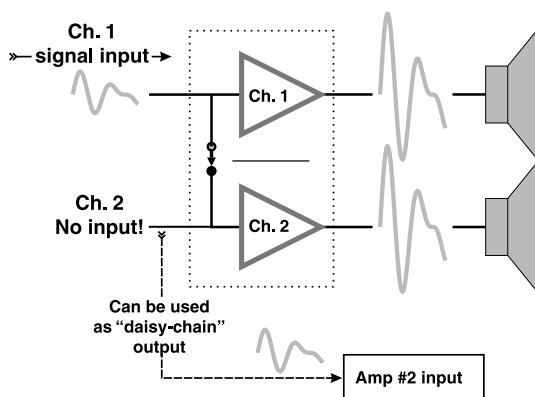 Ch. 1
signal input
Ch. 1
Ch. 2
No input!
Ch. 2
Can be used
as “daisy-chain”
output
Amp #2 input